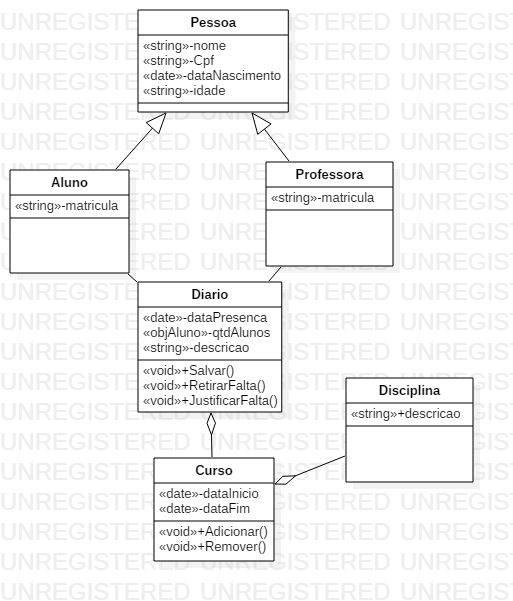 Pessoa
«string»-nome
«string»-Cpf
«date»-dataNascimento
«string»-idade
Aluno
«string»-matricula
Professora
«string»-matricula
Diario
«date»-dataPresenca
«objAluno»-qtdAlunos
«string»-descricao
«void»+Salvar()
«void»+RetirarFalta()
«void»+JustificarFalta()
Disciplina
«string»+descricao
Curso
«date»-dataInicio
«date»-dataFim
«void»+Adicionar()
«void»+Remover()
UNREGISTERED